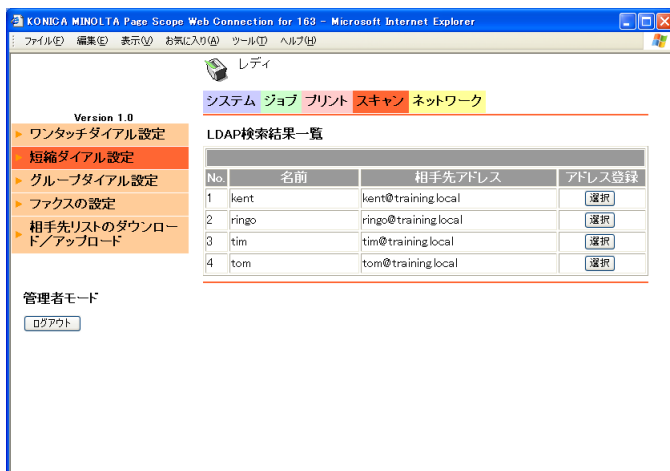 KONICA MINOLTA Page Scope Web Connection for 163 - Microsoft Internet Explorer
ファイル(F) 編集(E) 表示(V) お気に入り(A) ツール(T) ヘルプ(H)
レディ
システム ジョブ プリント スキャン ネットワーク
Version 1.0
ワンタッチダイアル設定
短縮ダイアル設定
グループダイアル設定
ファクスの設定
相手先リストのダウンロー
ド/アップロード
管理者モード
ログアウト
LDAP検索結果一覧
No. 名前 相手先アドレス アドレス登録
1 kent kent@training.local 選択
2 ringo ringo@training.local 選択
3 tim tim@training.local 選択
4 tom tom@training.local 選択